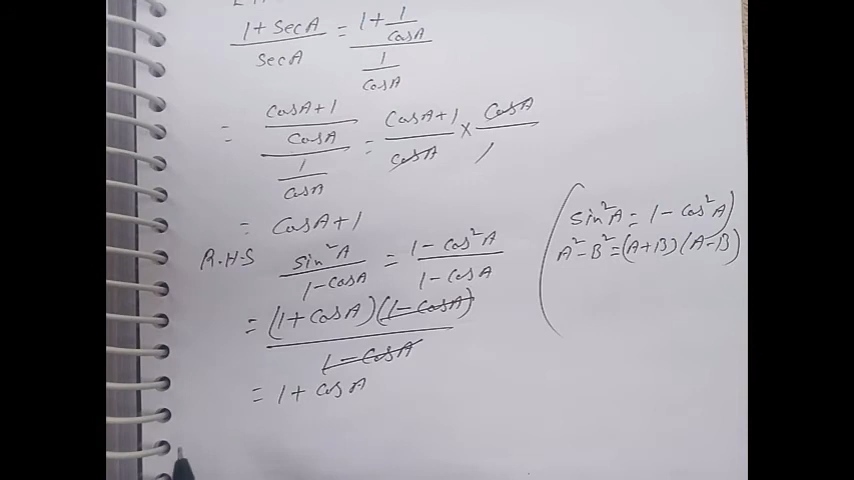 1 + SecA / SecA = 1 + 1/CosA / 1/CosA
= CosA + 1 / CosA / 1/CosA = CosA + 1 / CosA × CosA / 1
= CosA + 1
R.H.S sin²A / 1 - CosA = 1 - Cos²A / 1 - CosA
(sin²A = 1 - Cos²A)
A² - B² = (A+B) (A-B)
= (1 + CosA) (1 - CosA) / 1 - CosA
= 1 + CosA